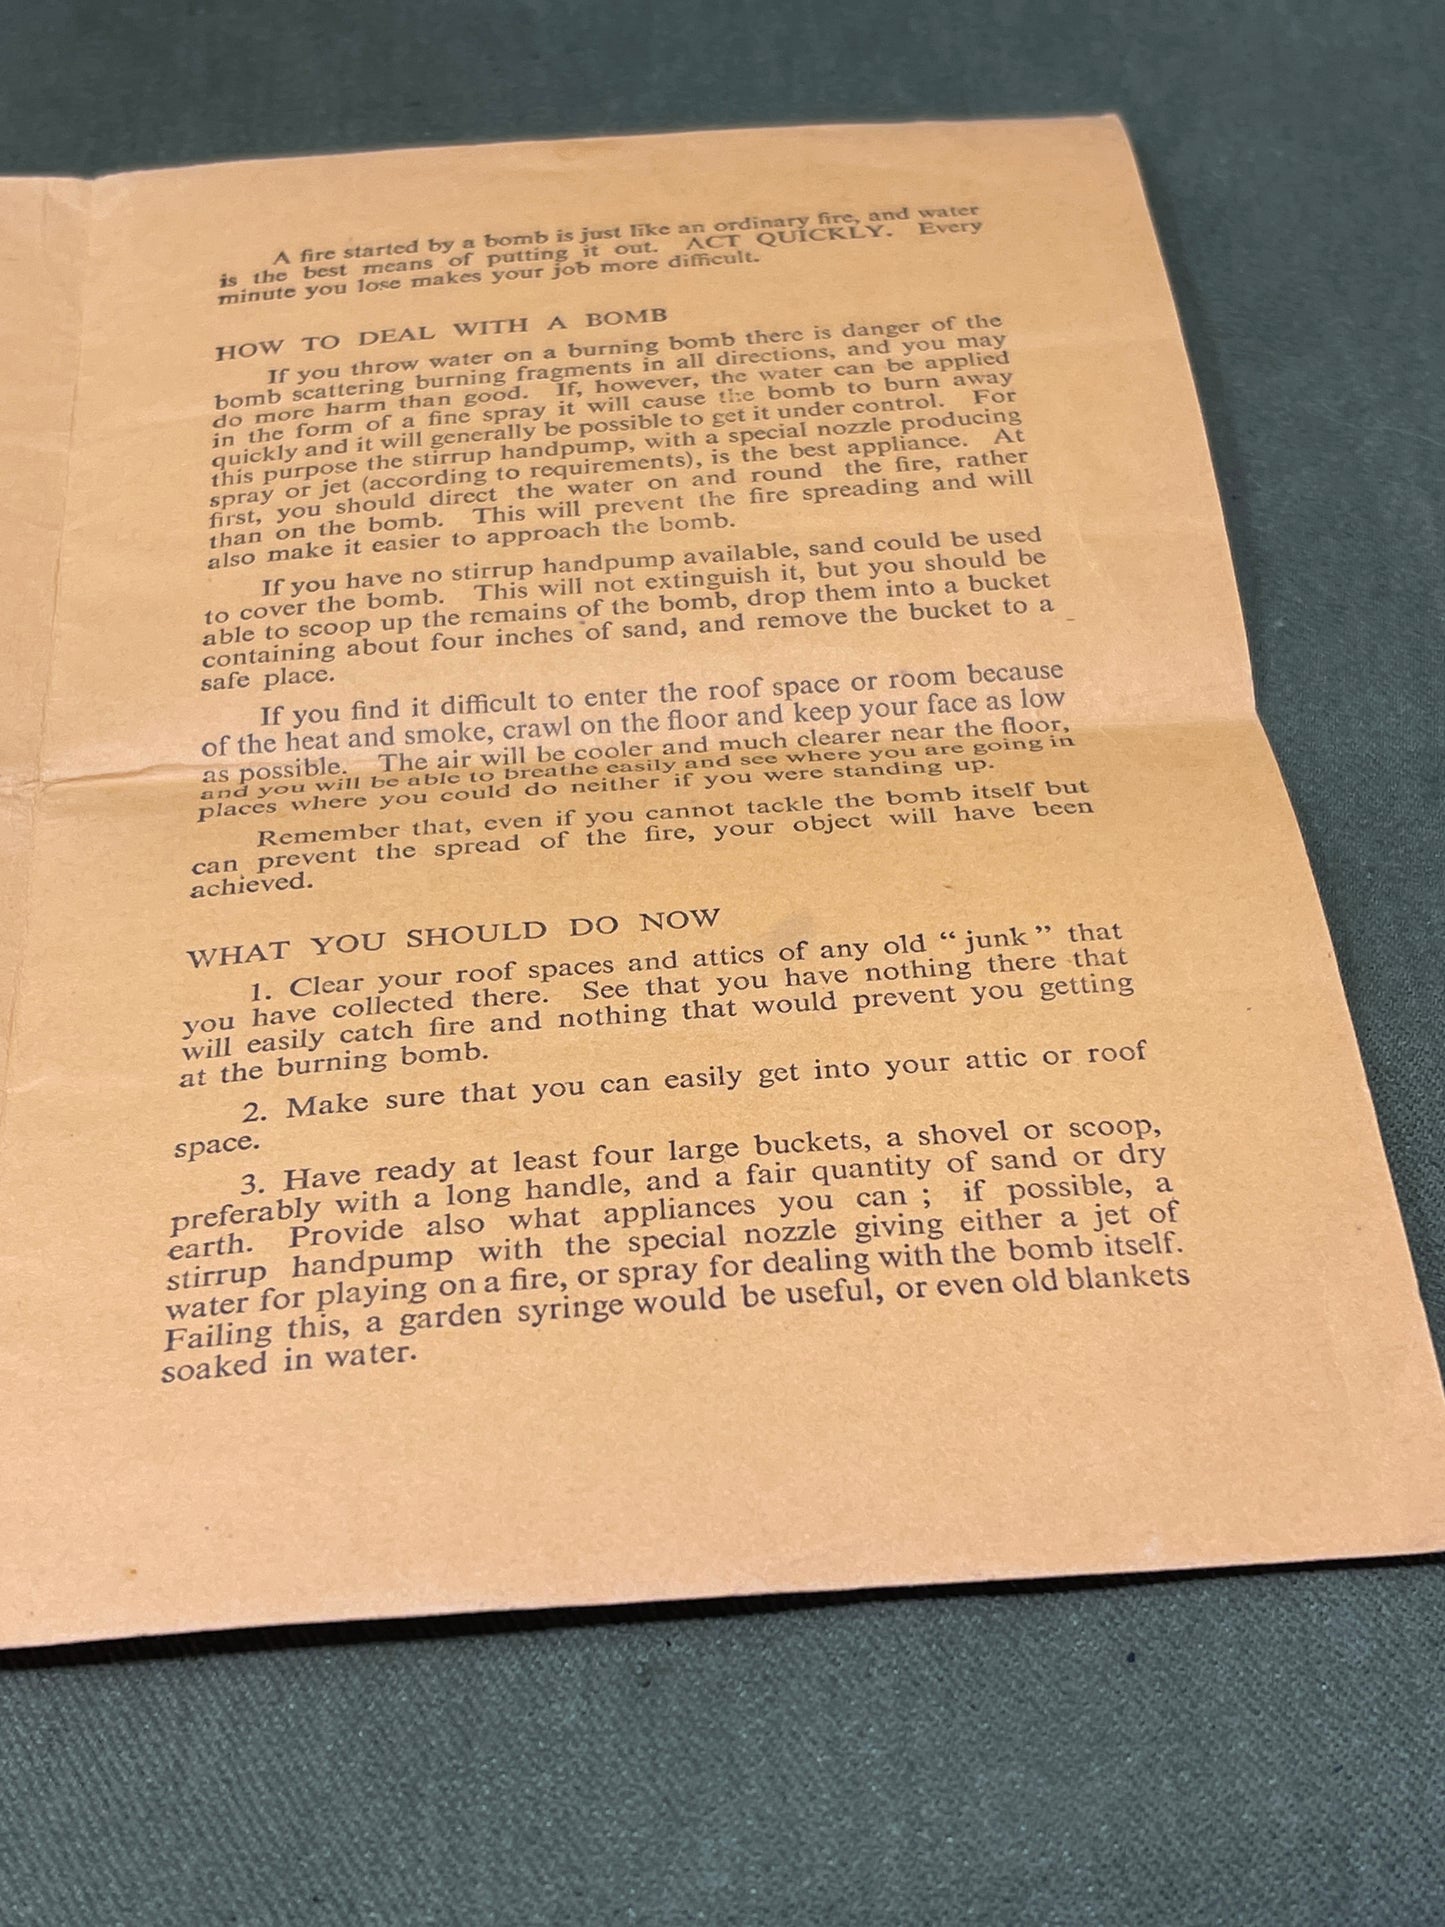 A fire started by a bomb is just like an ordinary fire, and water
is the best means of putting it out. ACT QUICKLY. Every
minute you lose makes your job more difficult.
HOW TO DEAL WITH A BOMB
If you throw water on a burning bomb there is danger of the
bomb scattering burning fragments in all directions, and you may
do more harm than good. If, however, the water can be applied
in the form of a fine spray it will cause the bomb to burn away
quickly and it will generally be possible to get it under control. For
this purpose the stirrup handpump, with a special nozzle producing
spray or jet (according to requirements), is the best appliance. At
first, you should direct the water on and round the fire, rather
than on the bomb. This will prevent the fire spreading and will
also make it easier to approach the bomb.
If you have no stirrup handpump available, sand could be used
to cover the bomb. This will not extinguish it, but you should be
able to scoop up the remains of the bomb, drop them into a bucket
containing about four inches of sand, and remove the bucket to a
safe place.
If you find it difficult to enter the roof space or room because
of the heat and smoke, crawl on the floor and keep your face as low
as possible. The air will be cooler and much clearer near the floor,
and you will be able to breathe easily and see where you are going in
places where you could do neither if you were standing up.
Remember that, even if you cannot tackle the bomb itself but
can prevent the spread of the fire, your object will have been
achieved.
WHAT YOU SHOULD DO NOW
1. Clear your roof spaces and attics of any old “ junk ” that
you have collected there. See that you have nothing there that
will easily catch fire and nothing that would prevent you getting
at the burning bomb.
2. Make sure that you can easily get into your attic or roof
space.
3. Have ready at least four large buckets, a shovel or scoop,
preferably with a long handle, and a fair quantity of sand or dry
earth. Provide also what appliances you can ; if possible, a
stirrup handpump with the special nozzle giving either a jet of
water for playing on a fire, or spray for dealing with the bomb itself.
Failing this, a garden syringe would be useful, or even old blankets
soaked in water.